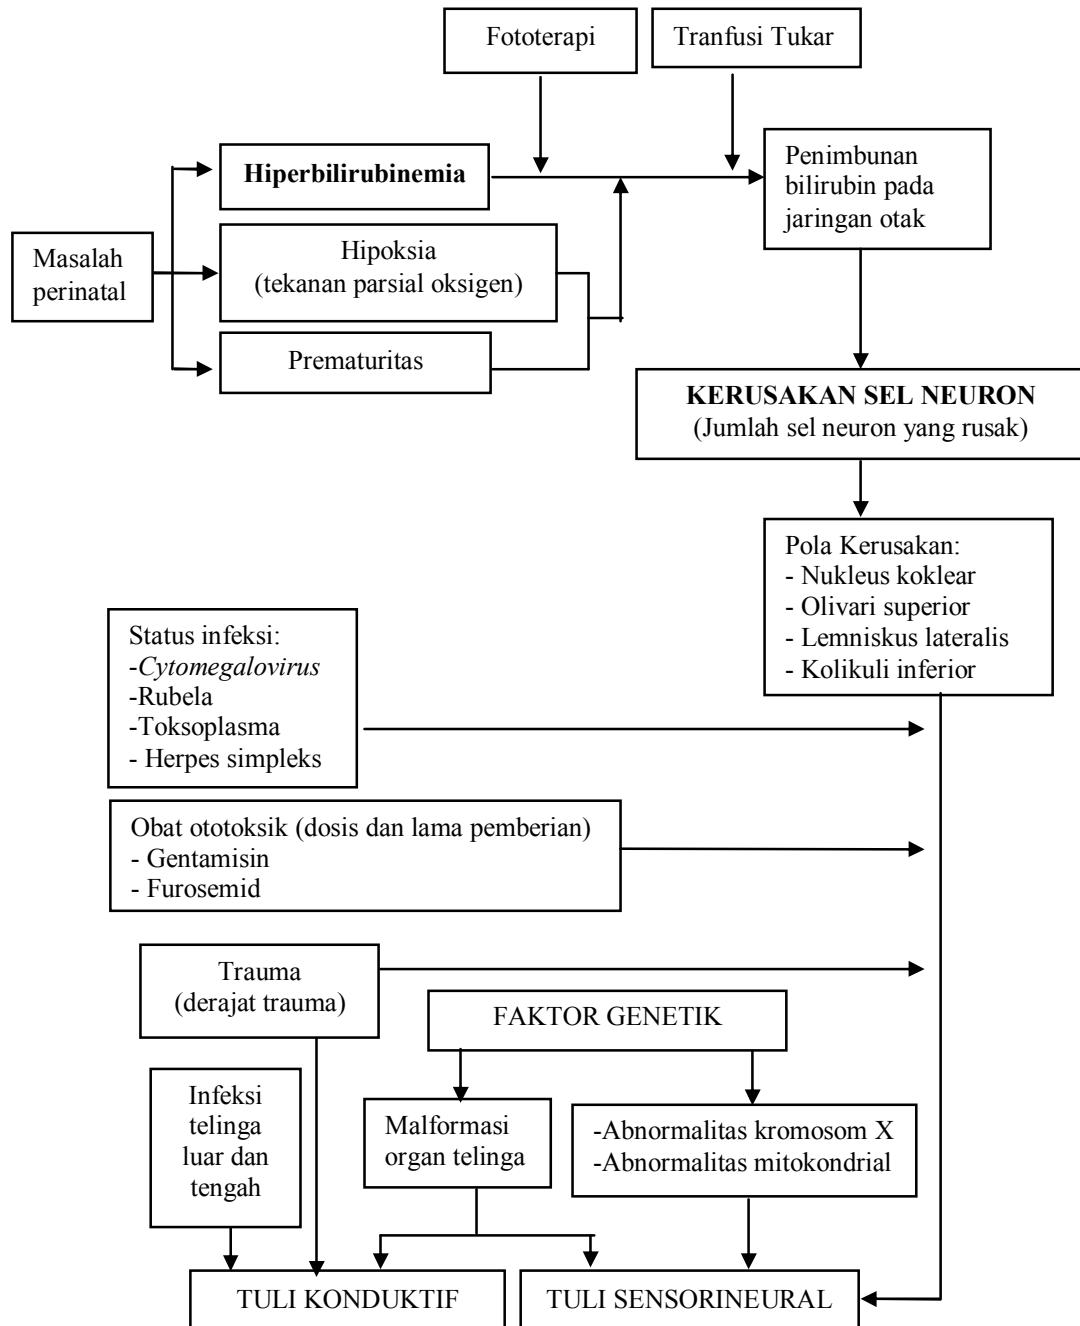 Fototerapi
Tranfusi Tukar
Hiperbilirubinemia
Penimbunan
bilirubin pada
jaringan otak
Masalah
perinatal
Hipoksia
(tekanan parsial oksigen)
Prematuritas
KERUSAKAN SEL NEURON
(Jumlah sel neuron yang rusak)
Pola Kerusakan:
- Nukleus koklear
- Olivari superior
- Lemniskus lateralis
- Kolikuli inferior
Status infeksi:
-Cytomegalovirus
-Rubela
-Toksoplasma
- Herpes simpleks
Obat ototoksik (dosis dan lama pemberian)
- Gentamisin
- Furosemid
Trauma
(derajat trauma)
FAKTOR GENETIK
Infeksi
telinga
luar dan
tengah
Malformasi
organ telinga
-Abnormalitas kromosom X
-Abnormalitas mitokondrial
TULI KONDUKTIF
TULI SENSORINEURAL